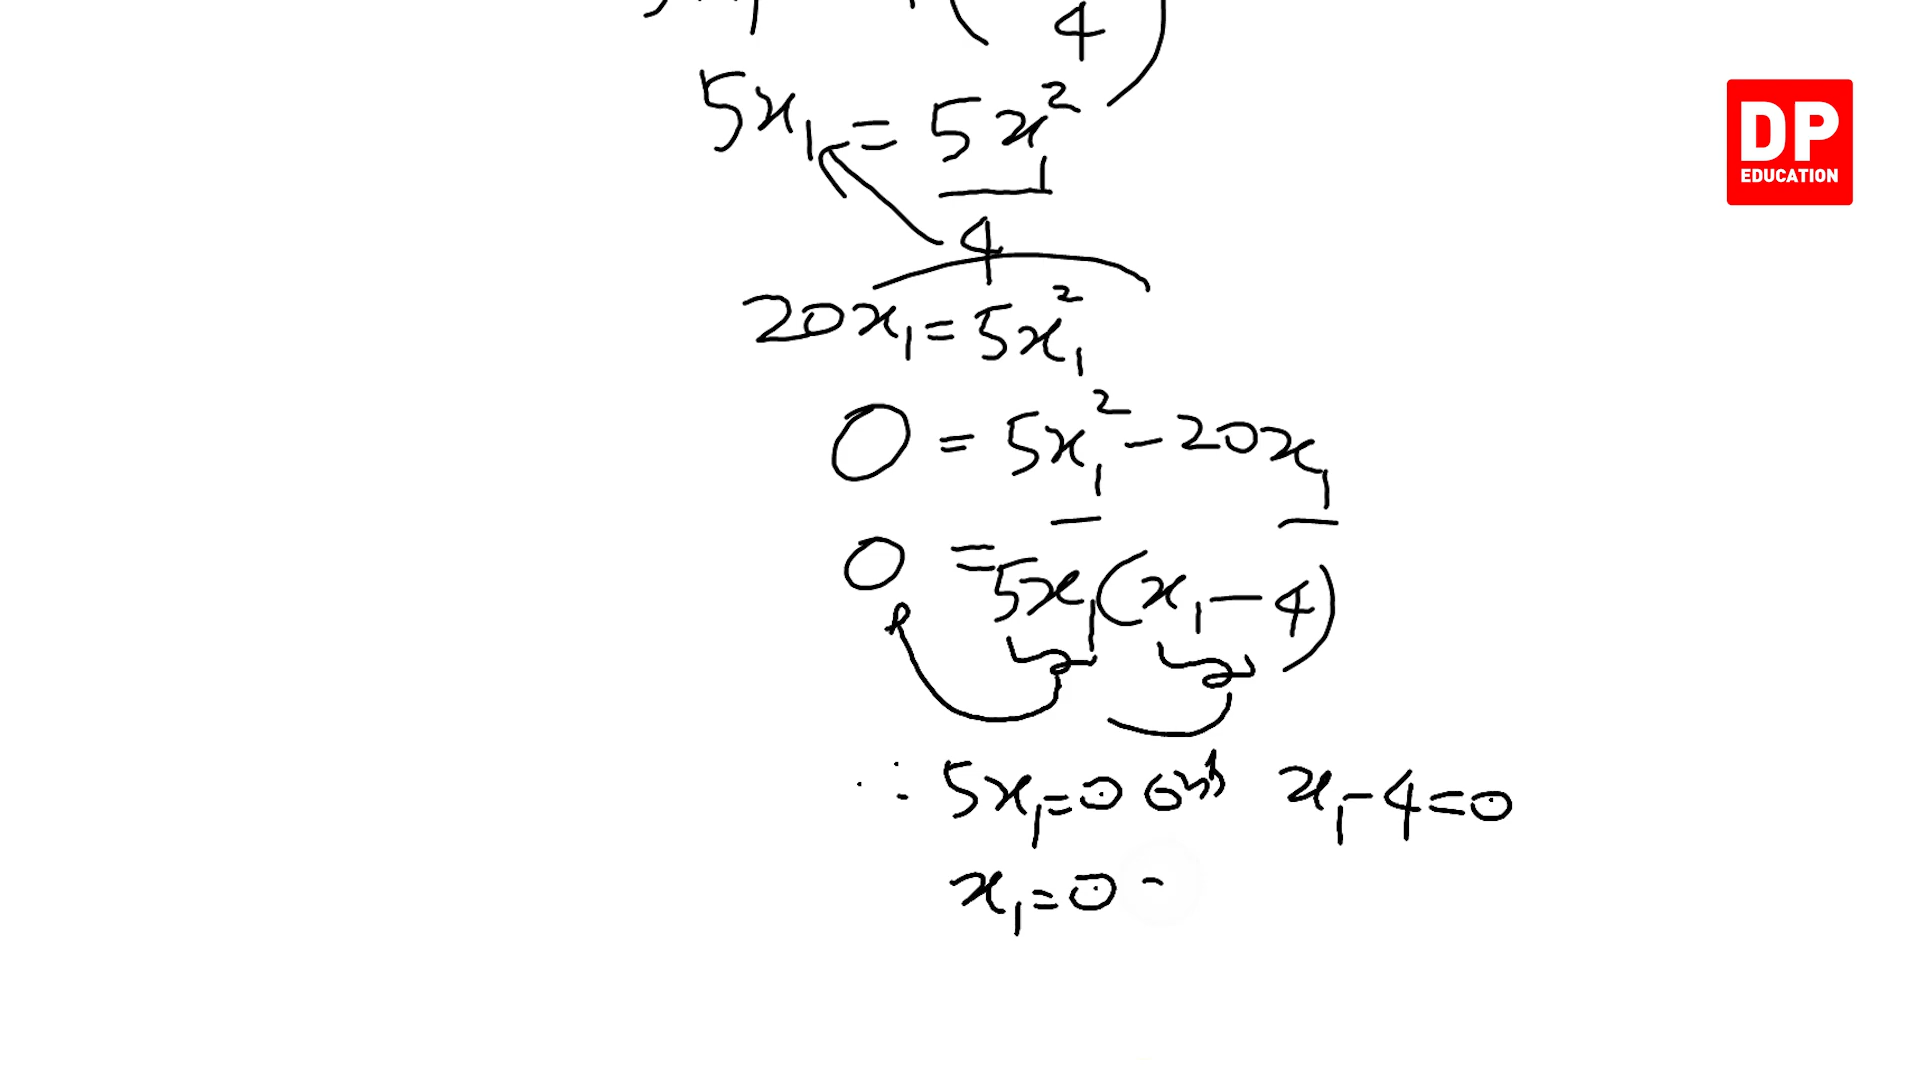 4
5x₁ = 5x₁²
4
20x₁ = 5x₁²
0 = 5x₁² - 20x₁
0 = 5x₁(x₁ - 4)
∴ 5x₁ = 0 x₁ - 4 = 0
x₁ = 0 -
DP
EDUCATION